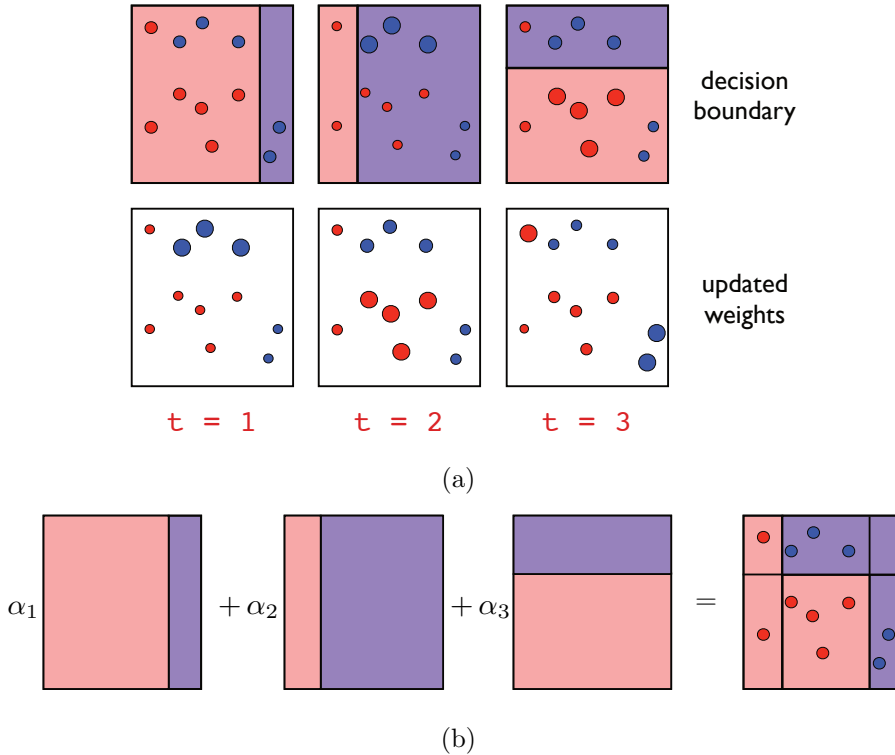 decision
boundary
updated
weights
t = 1 t = 2 t = 3
(a)
α₁ + α₂ + α₃ =
(b)